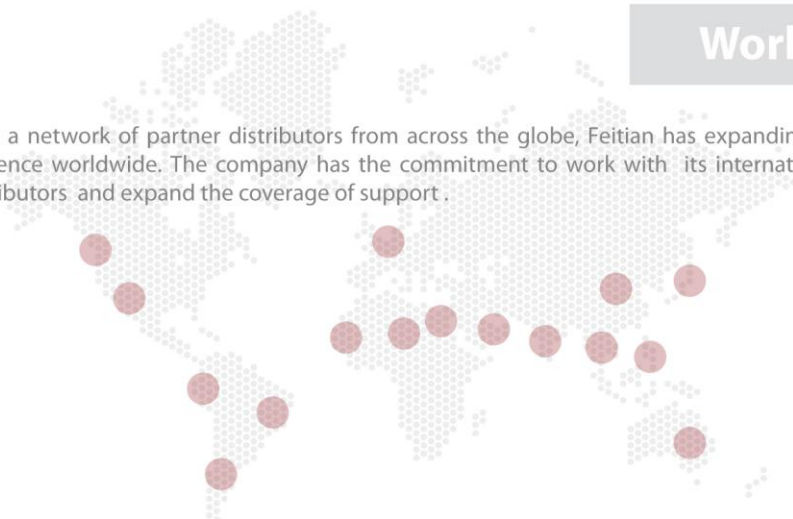 Worl
a network of partner distributors from across the globe, Feitian has expandin
ence worldwide. The company has the commitment to work with its internat
ibutors and expand the coverage of support .